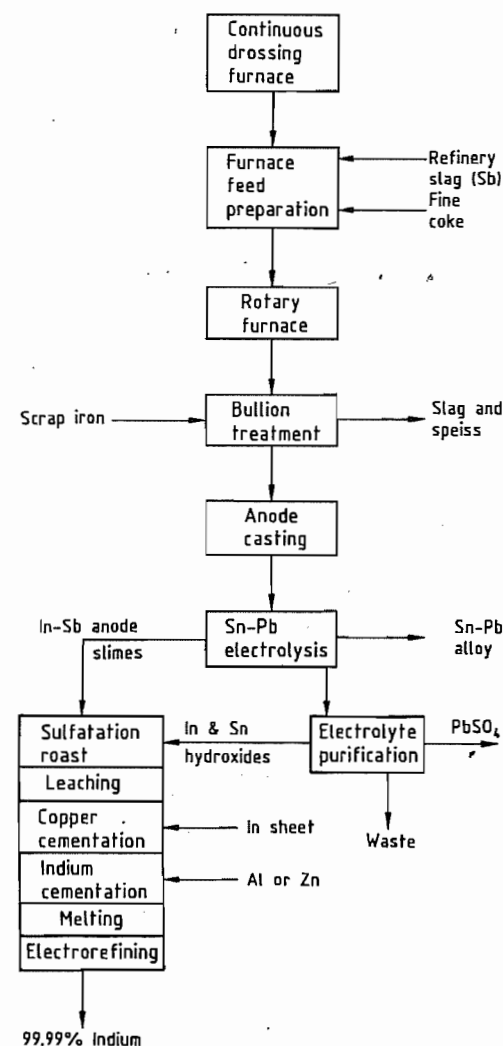 Continuous
drossing
furnace
Furnace
feed
preparation
Refinery
slag (Sb)
Fine
coke
Rotary
furnace
Scrap iron
Bullion
treatment
Slag and
speiss
Anode
casting
In-Sb anode
slimes
Sn-Pb
electrolysis
Sn-Pb
alloy
Sulfatation
roast
In & Sn
hydroxides
Electrolyte
purification
PbSO4
Leaching
Copper
cementation
In sheet
Waste
Indium
cementation
Al or Zn
Melting
Electrorefining
99.99% Indium